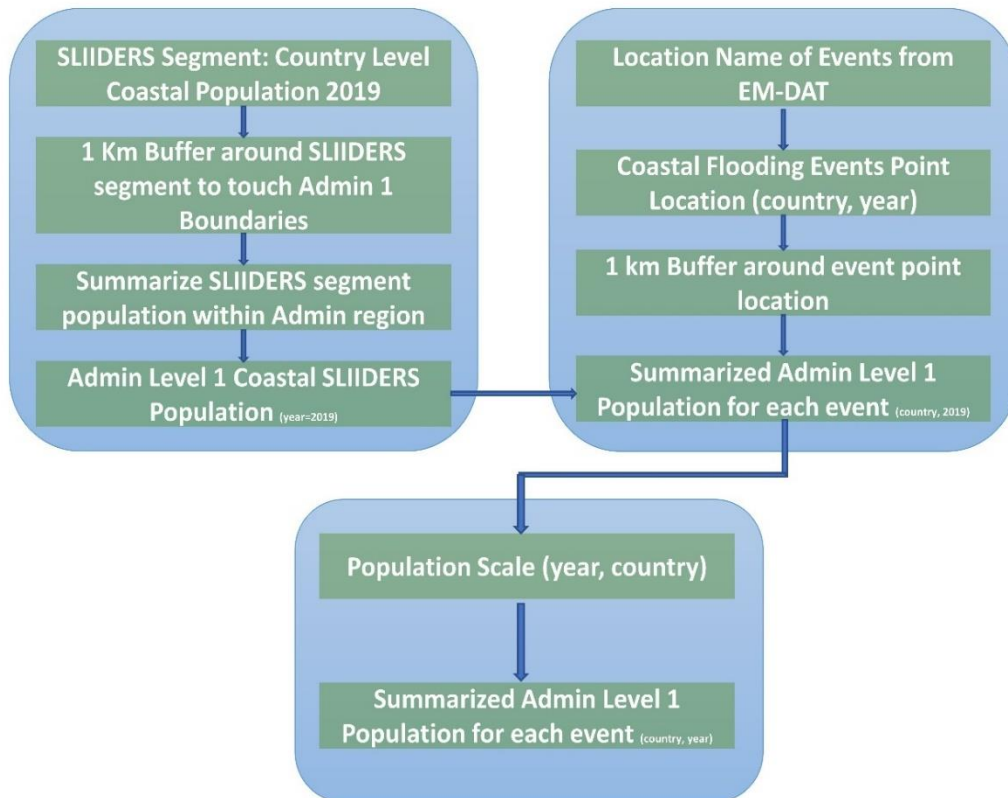 SLIIDERS Segment: Country Level
Coastal Population 2019
1 Km Buffer around SLIIDERS
segment to touch Admin 1
Boundaries
Summarize SLIIDERS segment
population within Admin region
Admin Level 1 Coastal SLIIDERS
Population (year=2019)
Location Name of Events from
EM-DAT
Coastal Flooding Events Point
Location (country, year)
1 km Buffer around event point
location
Summarized Admin Level 1
Population for each event (country, 2019)
Population Scale (year, country)
Summarized Admin Level 1
Population for each event (country, year)